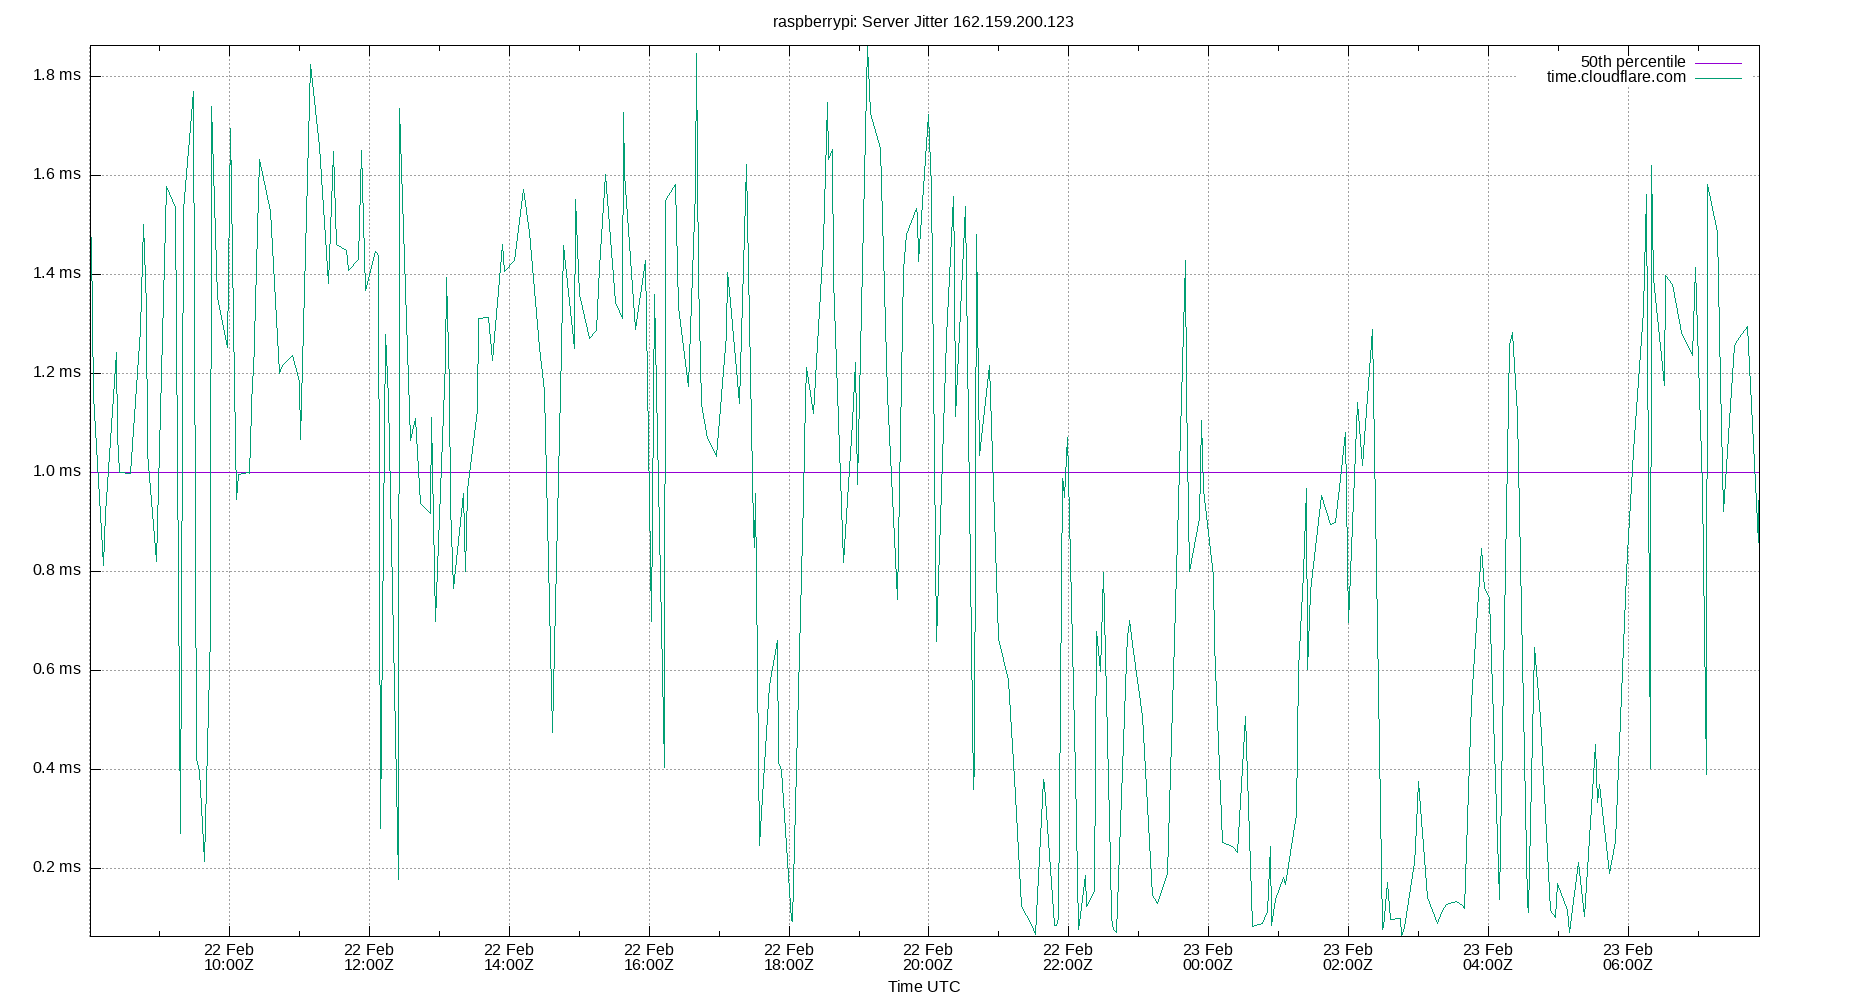 raspberrypi: Server Jitter 162.159.200.123
50th percentile
time.cloudflare.com
1.8 ms
1.6 ms
1.4 ms
1.2 ms
1.0 ms
0.8 ms
0.6 ms
0.4 ms
0.2 ms
22 Feb 22 Feb 22 Feb 22 Feb 22 Feb 22 Feb 22 Feb 23 Feb 23 Feb 23 Feb 23 Feb
10:00Z 12:00Z 14:00Z 16:00Z 18:00Z 20:00Z 22:00Z 00:00Z 02:00Z 04:00Z 06:00Z
Time UTC